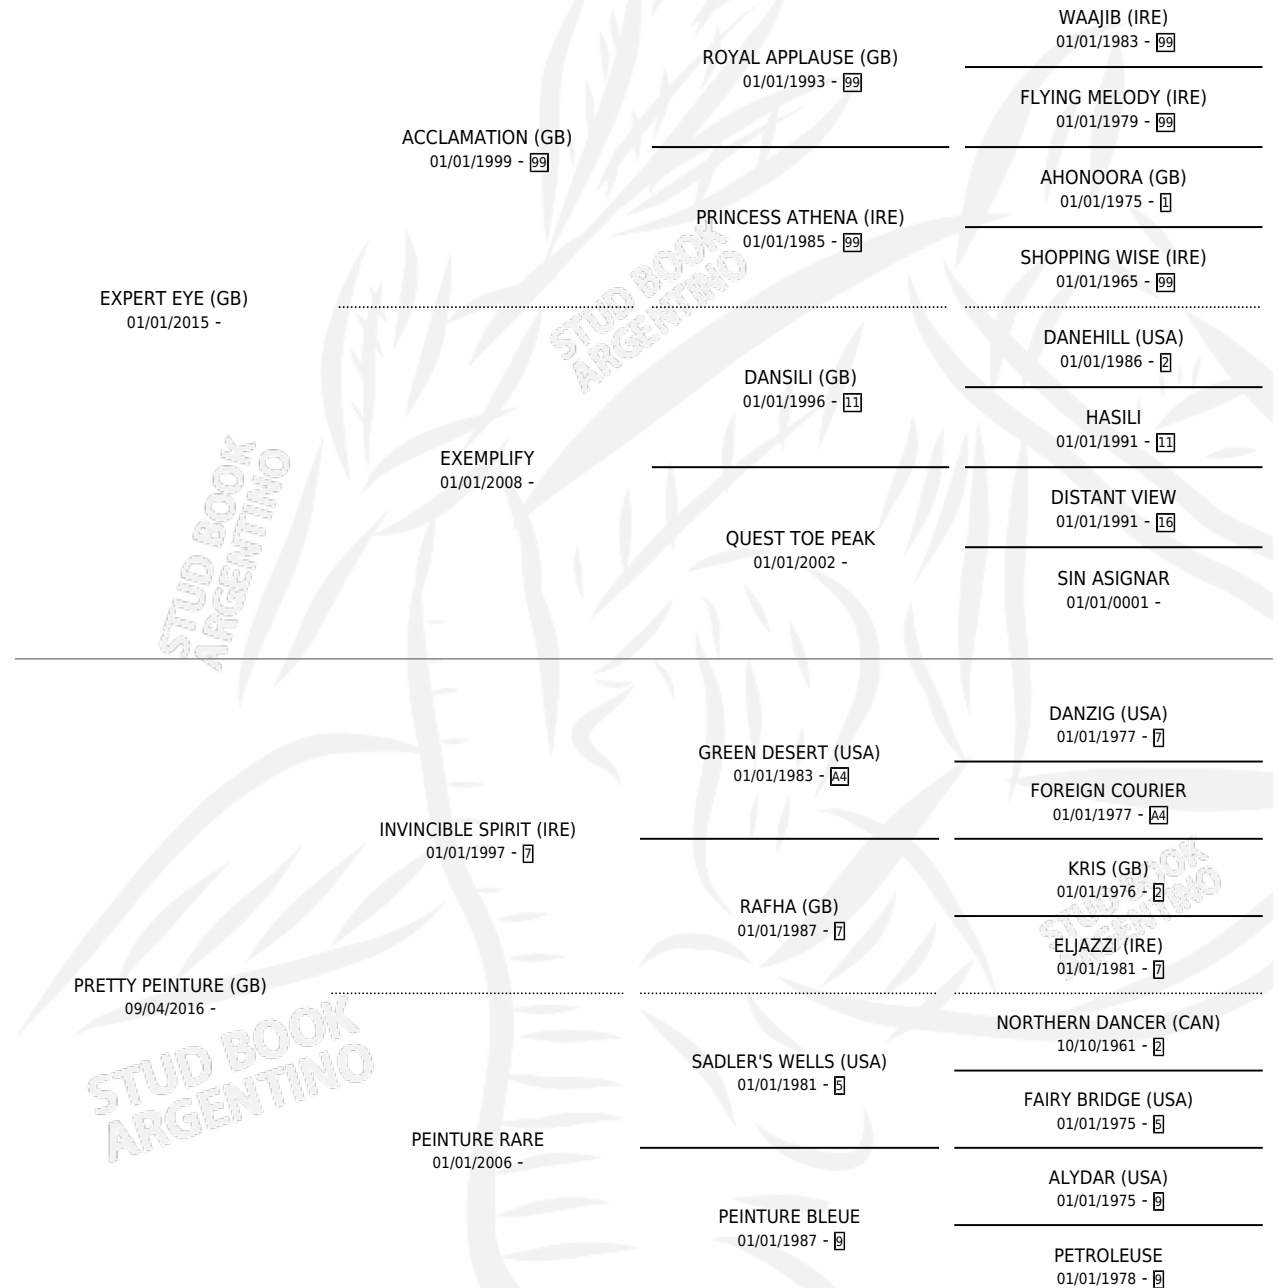 WAAJIB (IRE)
01/01/1983 - 99
ROYAL APPLAUSE (GB)
01/01/1993 - 99
FLYING MELODY (IRE)
01/01/1979 - 99
ACCLAMATION (GB)
01/01/1999 - 99
AHONOORA (GB)
01/01/1975 - 1
PRINCESS ATHENA (IRE)
01/01/1985 - 99
SHOPPING WISE (IRE)
01/01/1965 - 99
EXPERT EYE (GB)
01/01/2015 -
DANEHILL (USA)
01/01/1986 - 2
DANSILI (GB)
01/01/1996 - 11
HASILI
01/01/1991 - 11
EXEMPLIFY
01/01/2008 -
DISTANT VIEW
01/01/1991 - 16
QUEST TOE PEAK
01/01/2002 -
SIN ASIGNAR
01/01/0001 -
STUD BOOK
ARGENTINO
STUD BOOK
ARGENTINO
DANZIG (USA)
01/01/1977 - 7
GREEN DESERT (USA)
01/01/1983 - A4
FOREIGN COURIER
01/01/1977 - A4
INVINCIBLE SPIRIT (IRE)
01/01/1997 - 7
KRIS (GB)
01/01/1976 - 2
RAFHA (GB)
01/01/1987 - 7
ELJAZZI (IRE)
01/01/1981 - 7
PRETTY PEINTURE (GB)
09/04/2016 -
NORTHERN DANCER (CAN)
10/10/1961 - 2
SADLER'S WELLS (USA)
01/01/1981 - 5
FAIRY BRIDGE (USA)
01/01/1975 - 5
PEINTURE RARE
01/01/2006 -
ALYDAR (USA)
01/01/1975 - 9
PEINTURE BLEUE
01/01/1987 - 9
PETROLEUSE
01/01/1978 - 9
STUD BOOK
ARGENTINO
STUD BOOK
ARGENTINO